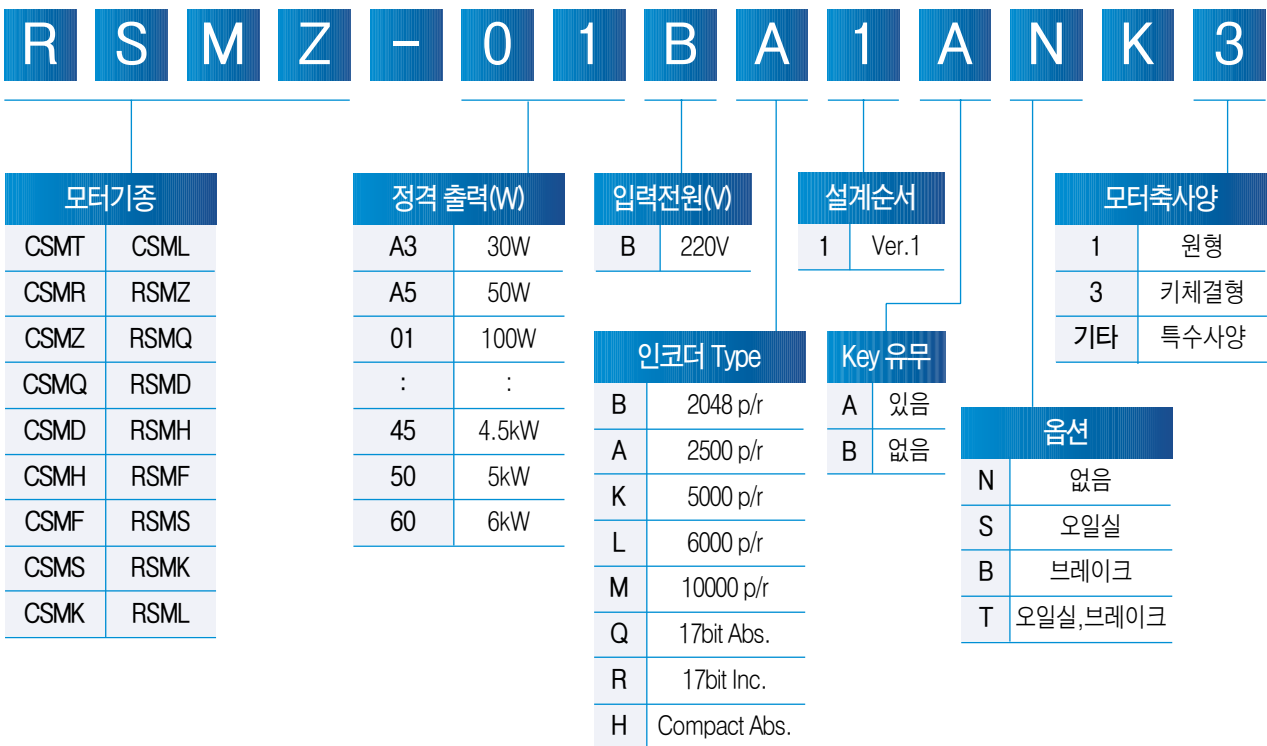 RSMZ-01BA1ANK3
모터기종
CSMT CSML
CSMR RSMZ
CSMZ RSMQ
CSMQ RSMD
CSMD RSMH
CSMH RSMF
CSMF RSMS
CSMS RSMK
CSMK RSML
정격 출력(W)
A3 30W
A5 50W
01 100W
: :
45 4.5kW
50 5kW
60 6kW
입력전원(V)
B 220V
인코더 Type
B 2048 p/r
A 2500 p/r
K 5000 p/r
L 6000 p/r
M 10000 p/r
Q 17bit Abs.
R 17bit Inc.
H Compact Abs.
설계순서
1 Ver.1
Key 유무
A 있음
B 없음
옵션
N 없음
S 오일실
B 브레이크
T 오일실,브레이크
모터축사양
1 원형
3 키체결형
기타 특수사양